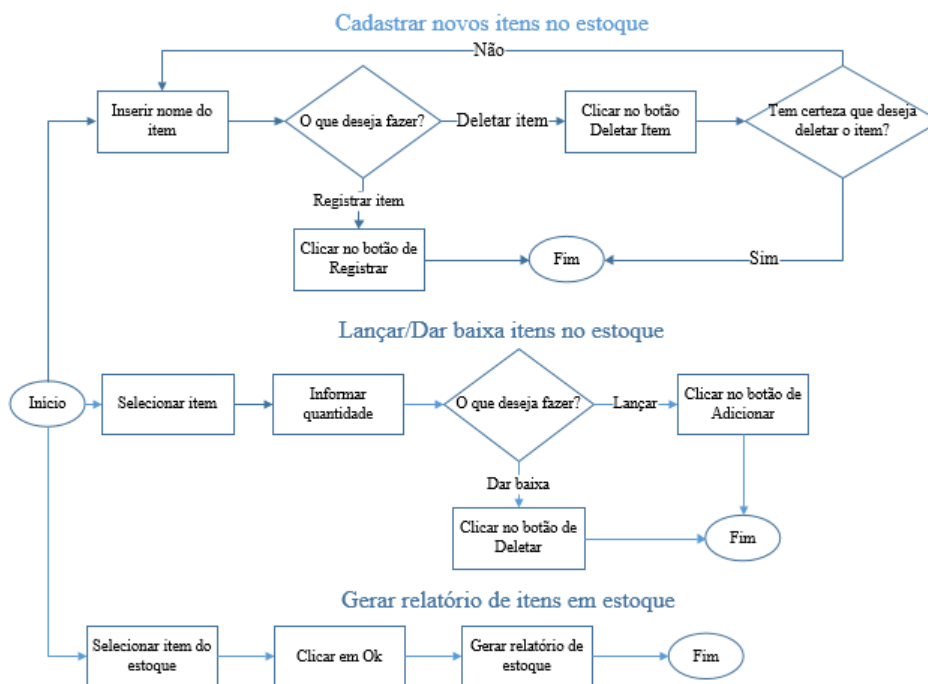 Cadastrar novos itens no estoque
Não
Inserir nome do
item
O que deseja fazer?
Deletar item
Clicar no botão
Deletar Item
Tem certeza que deseja
deletar o item?
Registrar item
Clicar no botão de
Registrar
Fim
Sim
Lançar/Dar baixa itens no estoque
Início
Selecionar item
Informar
quantidade
O que deseja fazer?
Lançar
Clicar no botão de
Adicionar
Dar baixa
Clicar no botão de
Deletar
Fim
Gerar relatório de itens em estoque
Selecionar item do
estoque
Clicar em Ok
Gerar relatório de
estoque
Fim